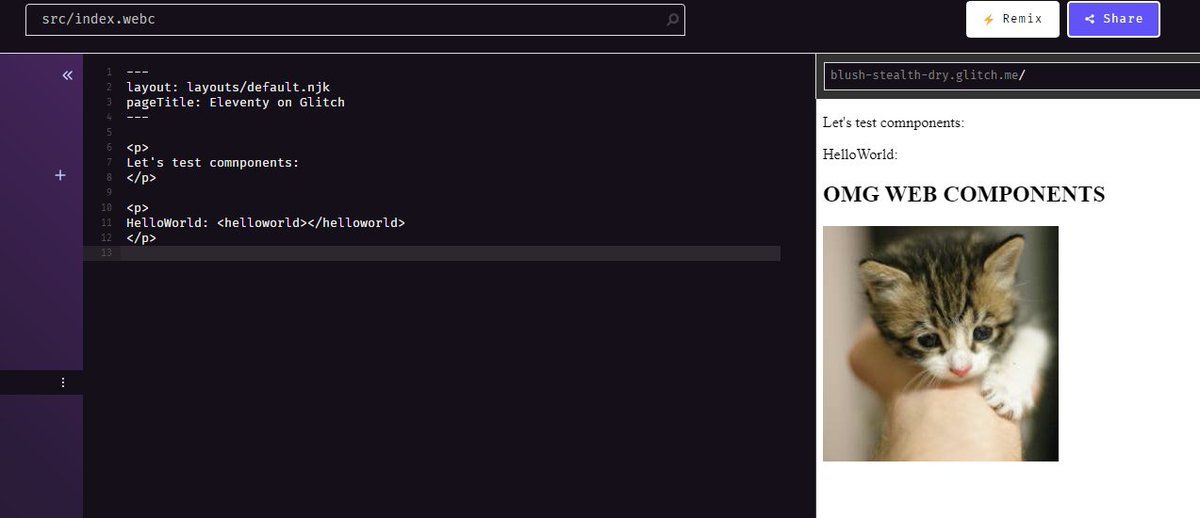 src/index.webc
Remix
Share
1 ---
2 layout: layouts/default.njk
3 pageTitle: Eleventy on Glitch
4 ---
5
6 <p>
7 Let's test comnponents:
8 </p>
9
10 <p>
11 HelloWorld: <helloworld></helloworld>
12 </p>
13
blush-stealth-dry.glitch.me/
Let's test comnponents:
HelloWorld:
OMG WEB COMPONENTS